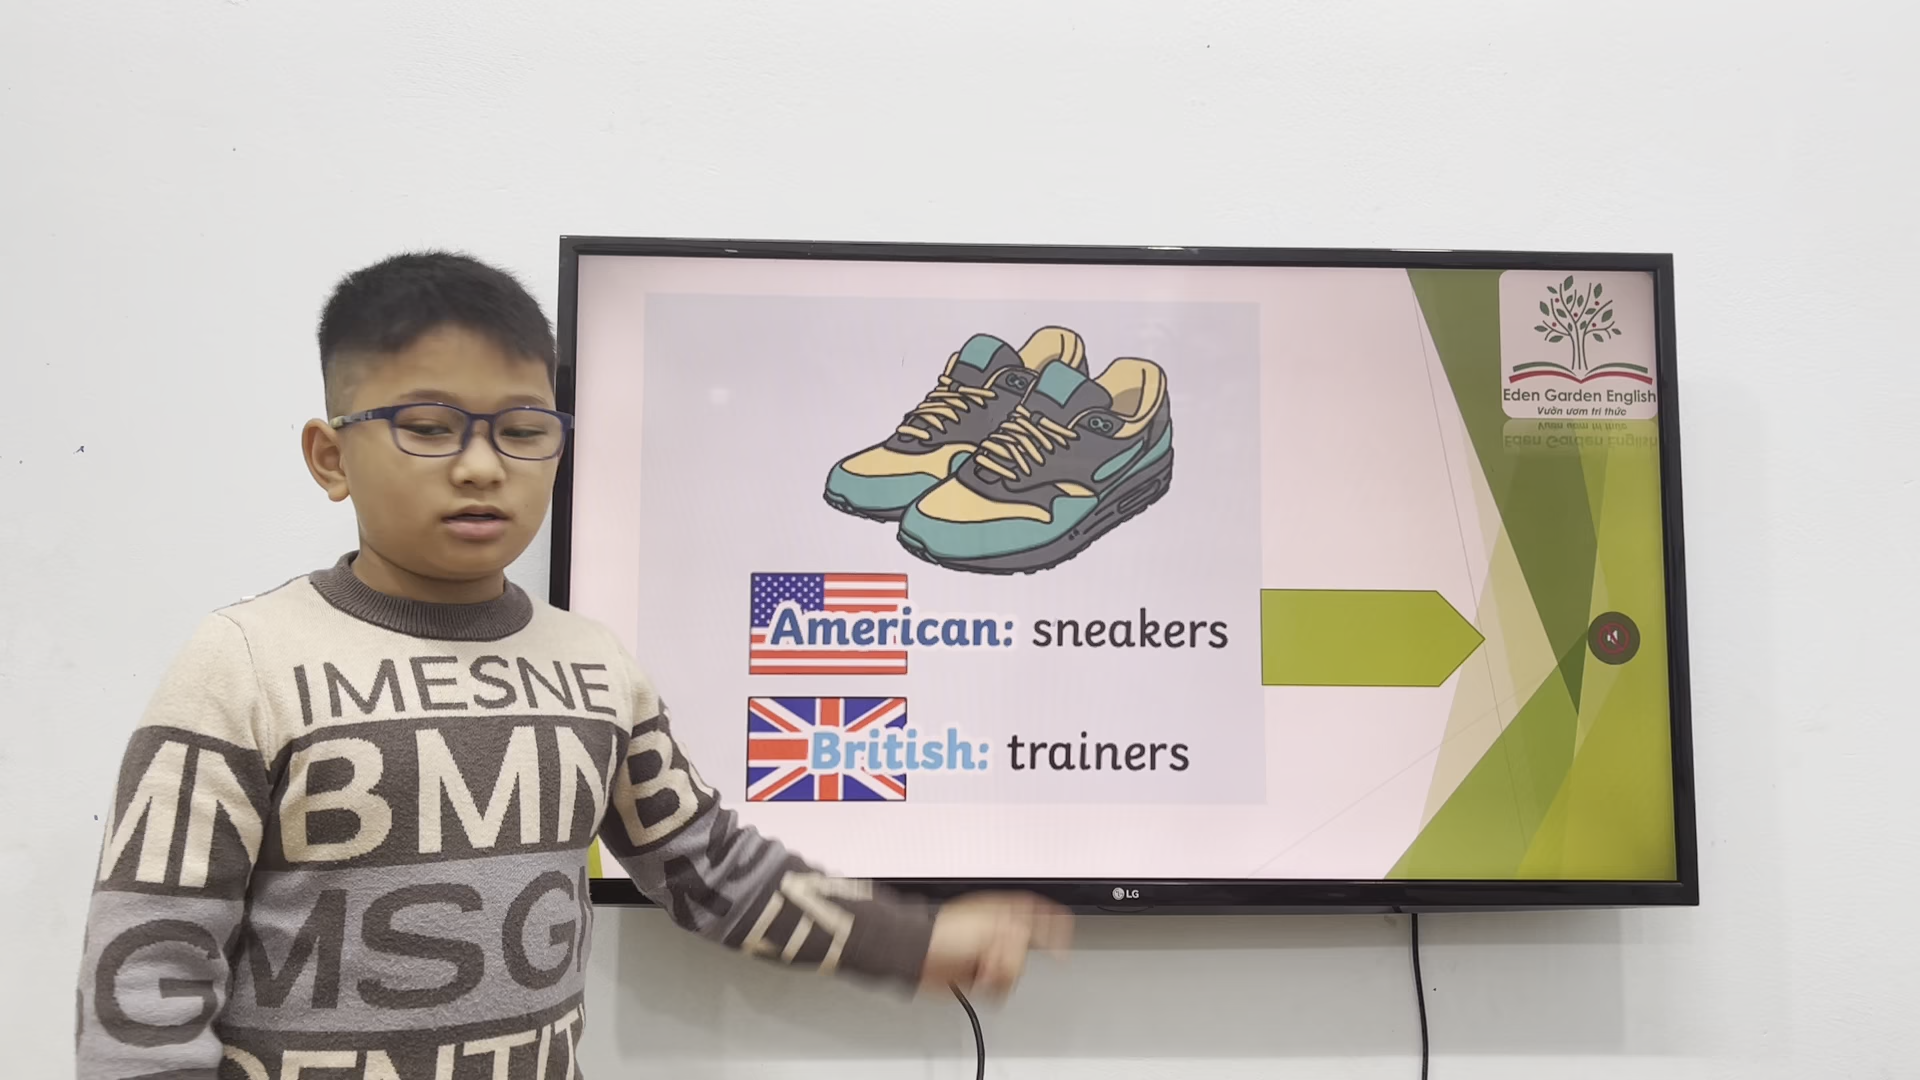 Eden Garden English
Vườn ươm tri thức
American: sneakers
British: trainers
LG
IMESNE
BMN
MSG